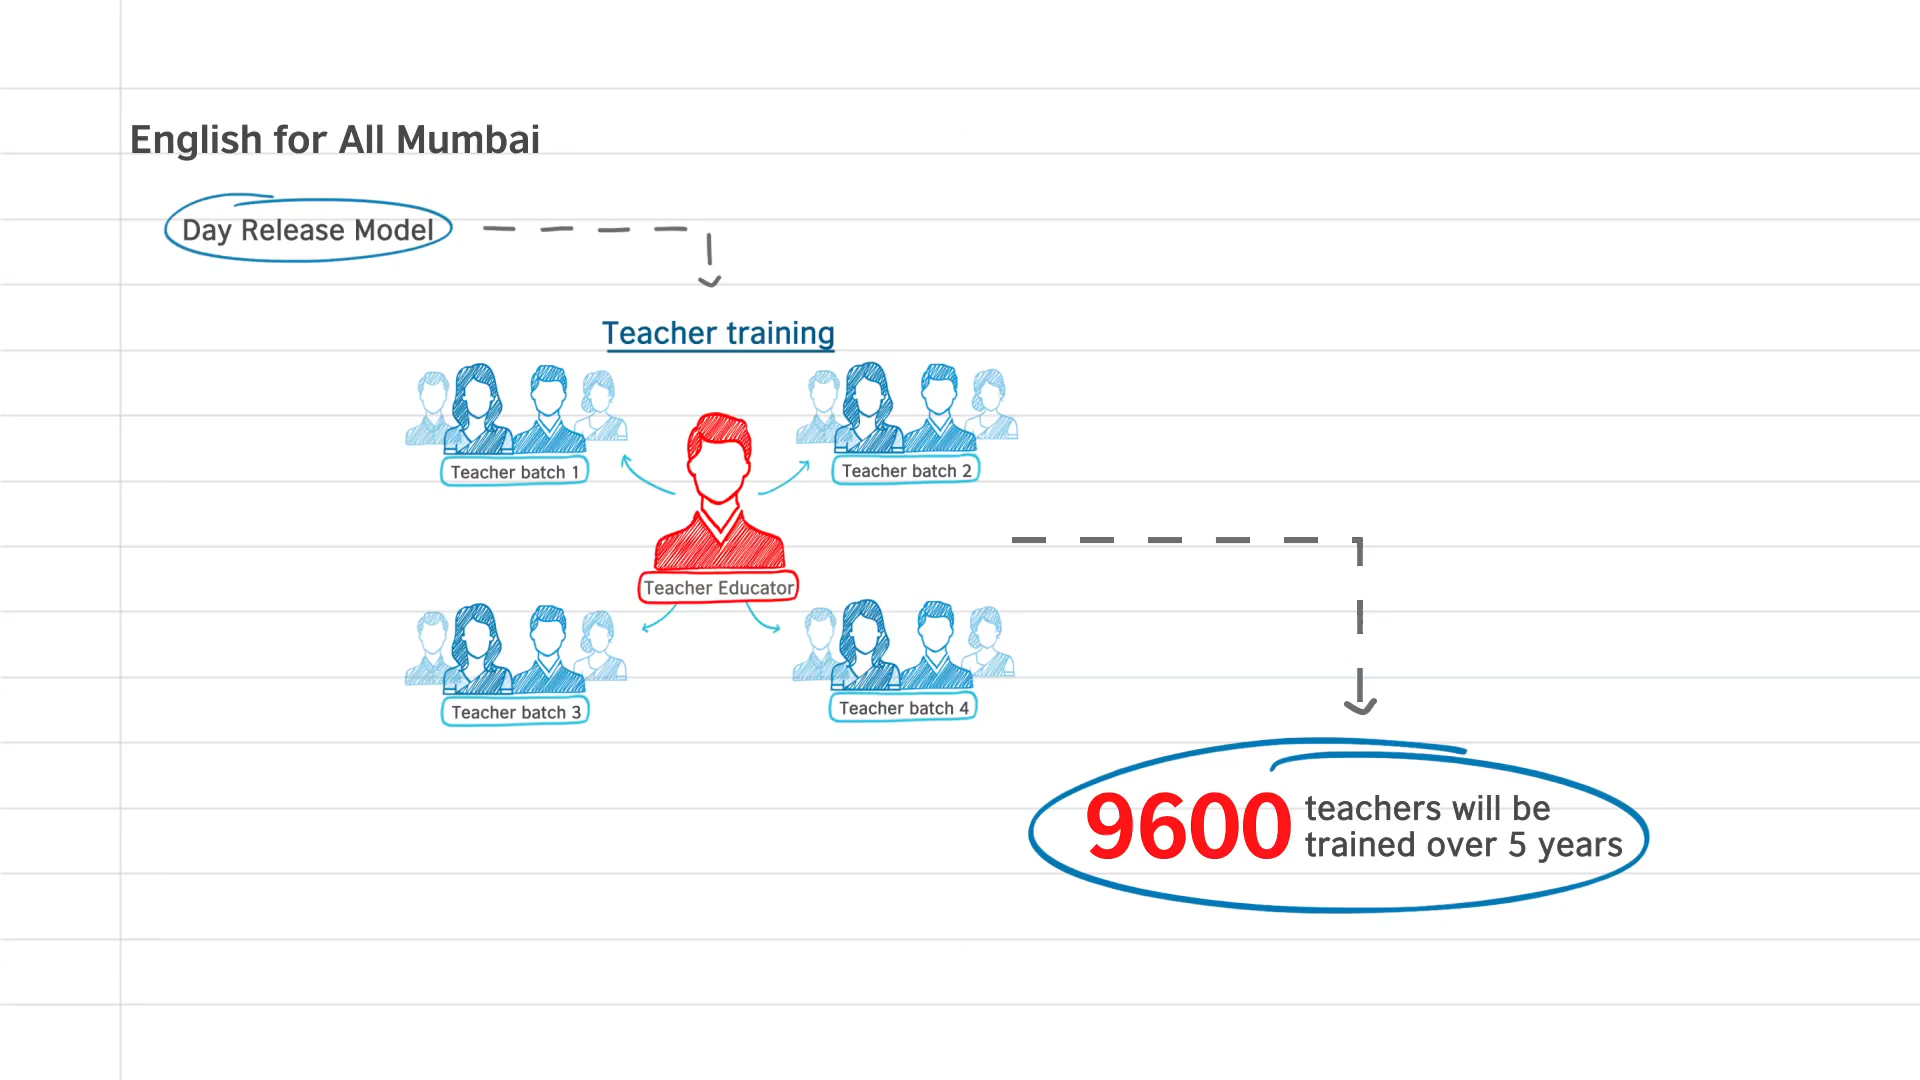 English for All Mumbai
Day Release Model
Teacher training
Teacher batch 1
Teacher batch 2
Teacher Educator
Teacher batch 3
Teacher batch 4
9600 teachers will be
trained over 5 years